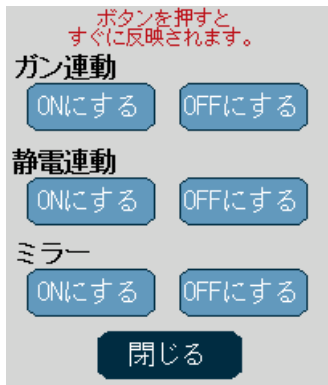 ボタンを押すと
すぐに反映されます。
ガン連動
ONにする OFFにする
静電連動
ONにする OFFにする
ミラー
ONにする OFFにする
閉じる